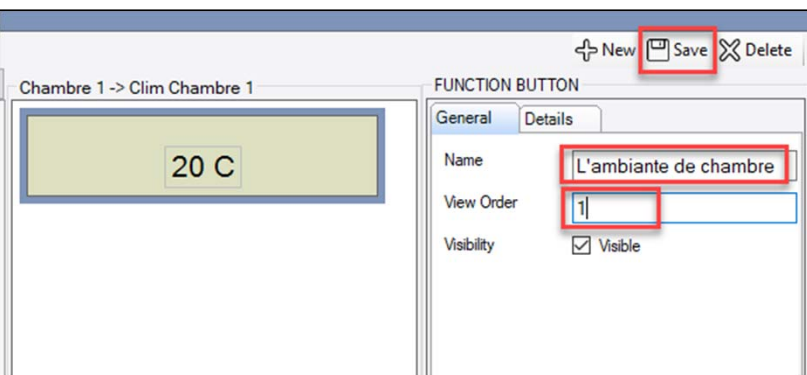 New Save Delete
Chambre 1 -> Clim Chambre 1
20 C
FUNCTION BUTTON
General Details
Name L'ambiante de chambre
View Order 1
Visibility Visible